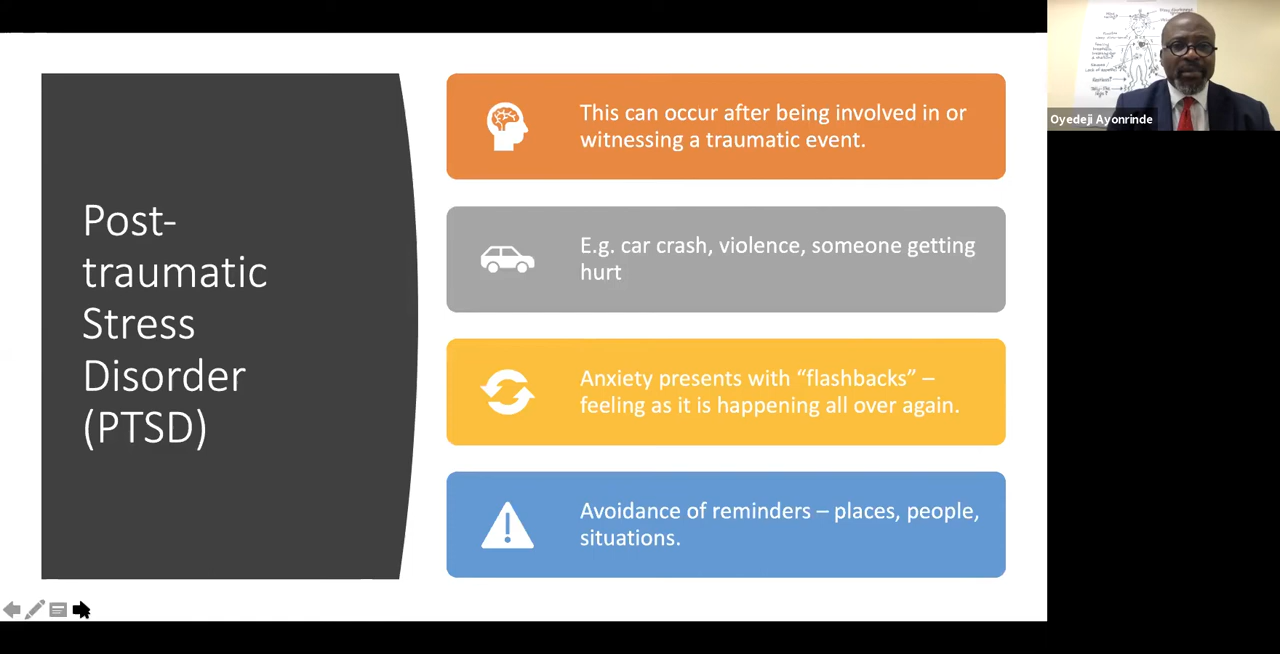 Post-
traumatic
Stress
Disorder
(PTSD)
This can occur after being involved in or
witnessing a traumatic event.
E.g. car crash, violence, someone getting
hurt
Anxiety presents with “flashbacks” –
feeling as it is happening all over again.
Avoidance of reminders – places, people,
situations.
Oyedeji Ayonrinde